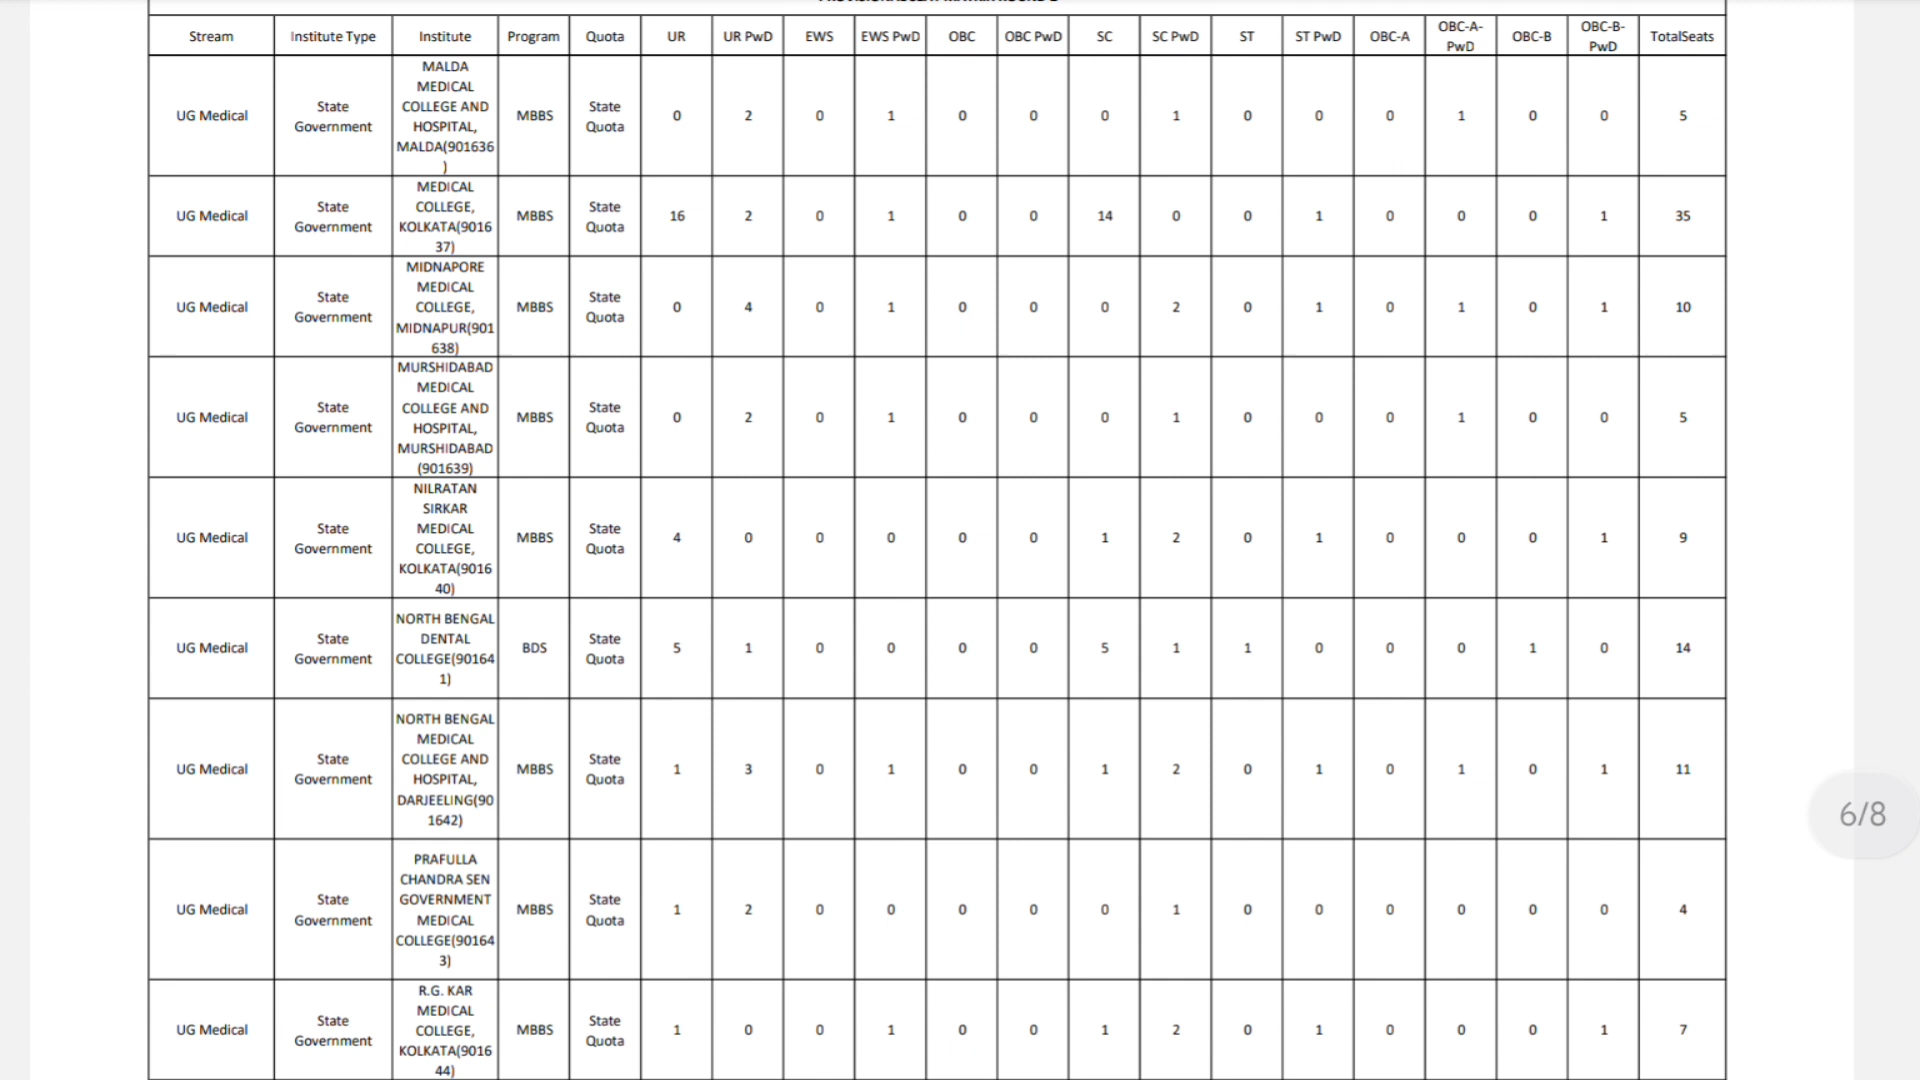 Stream Institute Type Institute Program Quota UR UR PwD EWS EWS PwD OBC OBC PwD SC SC PwD ST ST PwD OBC-A OBC-A-PwD OBC-B OBC-B-PwD TotalSeats
UG Medical State Government MALDA MEDICAL COLLEGE AND HOSPITAL, MALDA(901636) MBBS State Quota 0 2 0 1 0 0 0 1 0 0 0 1 0 0 5
UG Medical State Government MEDICAL COLLEGE, KOLKATA(901637) MBBS State Quota 16 2 0 1 0 0 14 0 0 1 0 0 0 1 35
UG Medical State Government MIDNAPORE MEDICAL COLLEGE, MIDNAPUR(901638) MBBS State Quota 0 4 0 1 0 0 0 2 0 1 0 1 0 1 10
UG Medical State Government MURSHIDABAD MEDICAL COLLEGE AND HOSPITAL, MURSHIDABAD (901639) MBBS State Quota 0 2 0 1 0 0 0 1 0 0 0 1 0 0 5
UG Medical State Government NILRATAN SIRKAR MEDICAL COLLEGE, KOLKATA(901640) MBBS State Quota 4 0 0 0 0 0 1 2 0 1 0 0 0 1 9
UG Medical State Government NORTH BENGAL DENTAL COLLEGE(901641) BDS State Quota 5 1 0 0 0 0 5 1 1 0 0 0 1 0 14
UG Medical State Government NORTH BENGAL MEDICAL COLLEGE AND HOSPITAL, DARJEELING(901642) MBBS State Quota 1 3 0 1 0 0 1 2 0 1 0 1 0 1 11
UG Medical State Government PRAFULLA CHANDRA SEN GOVERNMENT MEDICAL COLLEGE(901643) MBBS State Quota 1 2 0 0 0 0 0 1 0 0 0 0 0 0 4
UG Medical State Government R.G. KAR MEDICAL COLLEGE, KOLKATA(901644) MBBS State Quota 1 0 0 1 0 0 1 2 0 1 0 0 0 1 7
6/8